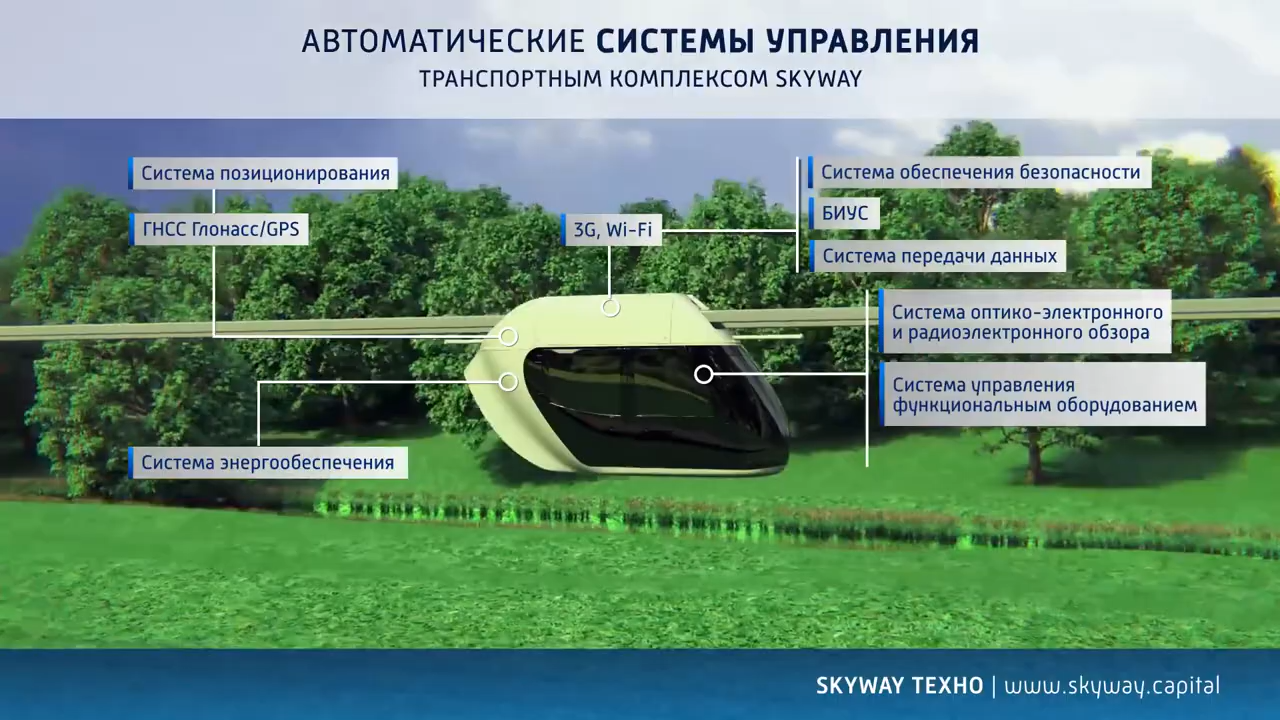 АВТОМАТИЧЕСКИЕ СИСТЕМЫ УПРАВЛЕНИЯ
ТРАНСПОРТНЫМ КОМПЛЕКСОМ SKYWAY
Система позиционирования
ГНСС Глонасс/GPS
3G, Wi-Fi
Система обеспечения безопасности
БИУС
Система передачи данных
Система оптико-электронного
и радиоэлектронного обзора
Система управления
функциональным оборудованием
Система энергообеспечения
SKYWAY ТЕХНО | www.skyway.capital